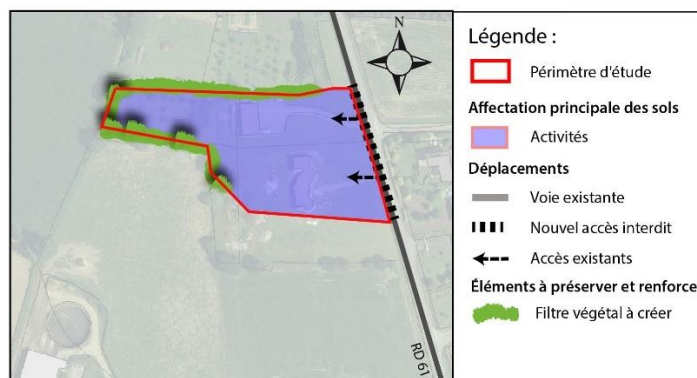 N
RD 61
Légende :
Périmètre d'étude
Affectation principale des sols
Activités
Déplacements
Voie existante
Nouvel accès interdit
Accès existants
Éléments à préserver et renforce
Filtre végétal à créer